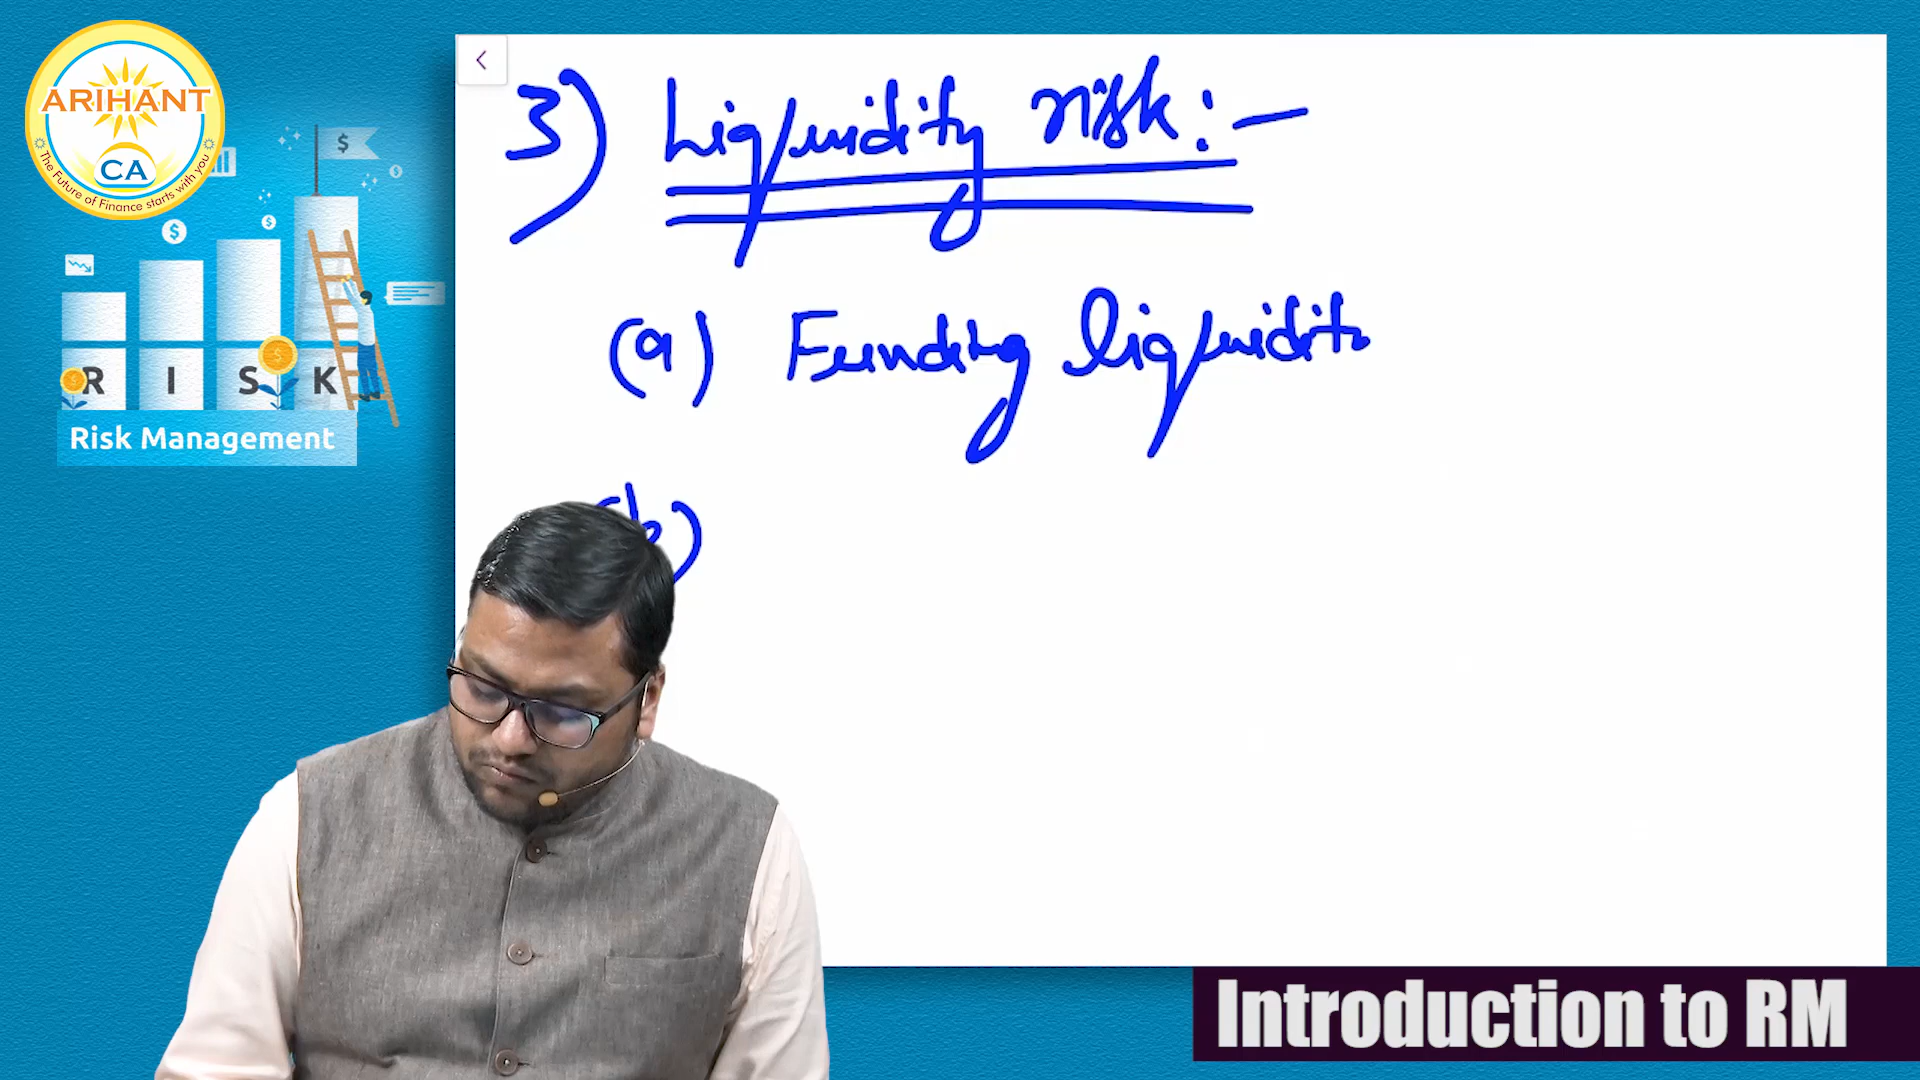 ARIHANT
CA
The Future of Finance starts with you
R I S K
Risk Management
3) Liquidity risk:-
(a) Funding liquidity
(b)
Introduction to RM